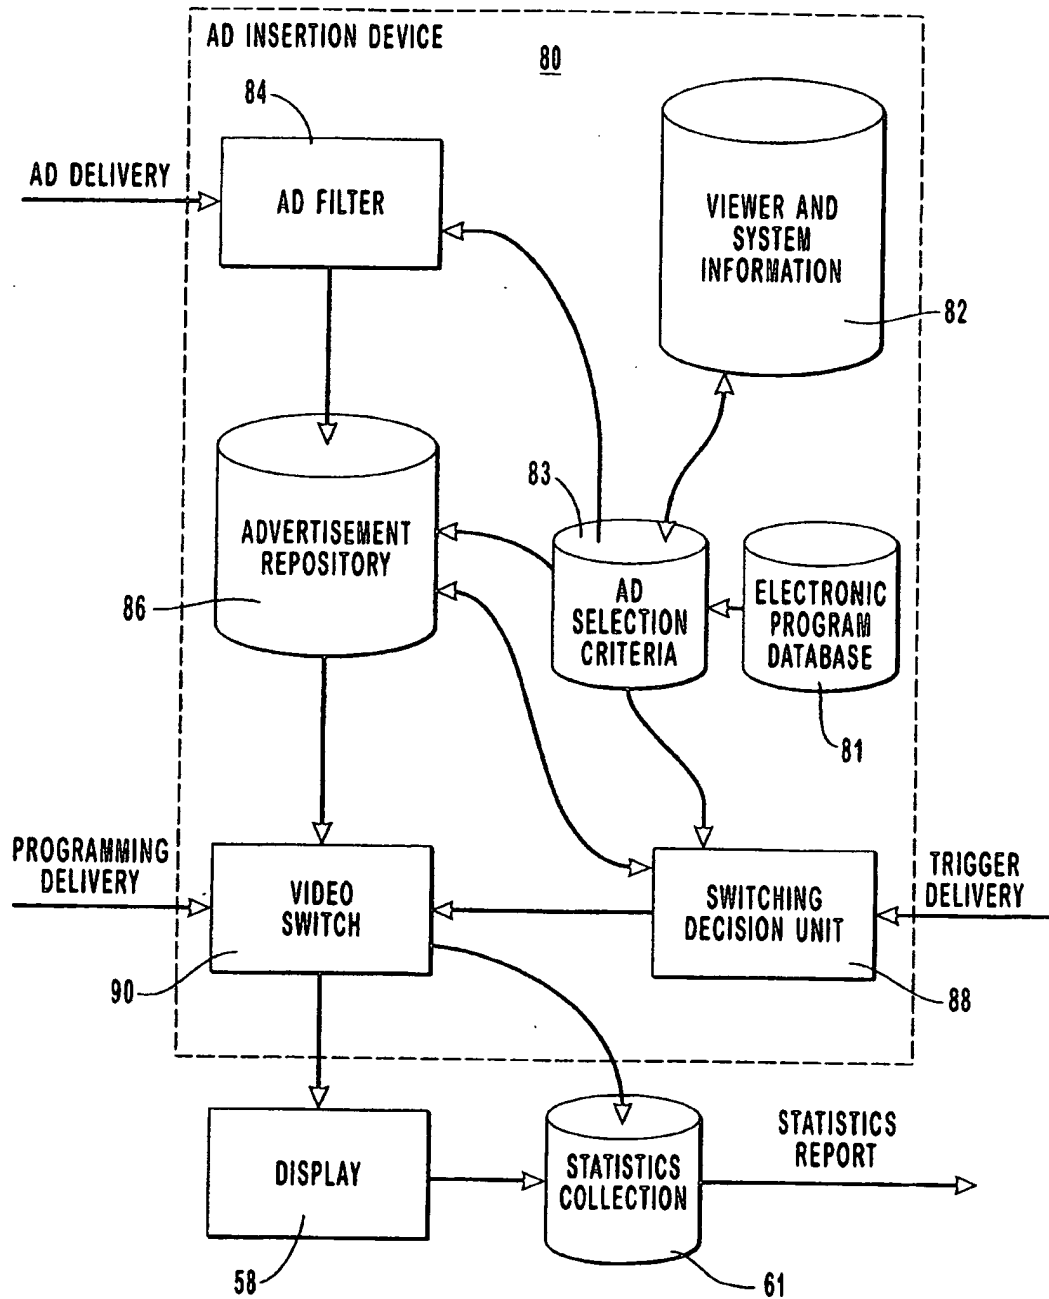 AD INSERTION DEVICE
80
84
AD DELIVERY
AD FILTER
VIEWER AND
SYSTEM
INFORMATION
82
83
ADVERTISEMENT
REPOSITORY
86
AD
SELECTION
CRITERIA
ELECTRONIC
PROGRAM
DATABASE
81
PROGRAMMING
DELIVERY
VIDEO
SWITCH
SWITCHING
DECISION UNIT
TRIGGER
DELIVERY
90
88
DISPLAY
STATISTICS
COLLECTION
STATISTICS
REPORT
58
61